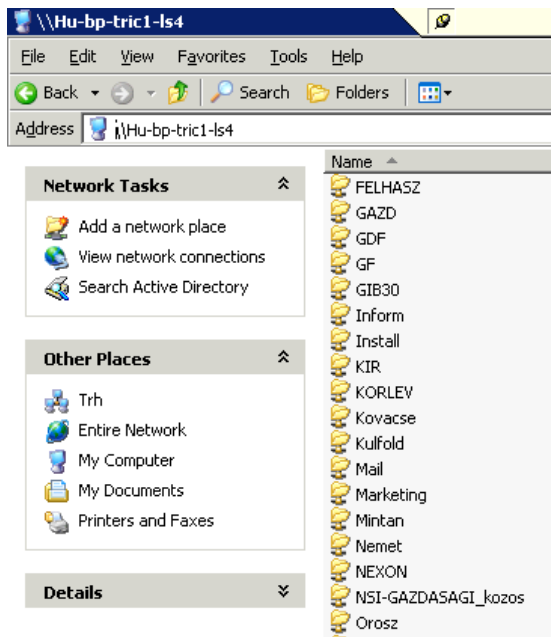 \\Hu-bp-tric1-ls4
File Edit View Favorites Tools Help
Back Search Folders
Address \\Hu-bp-tric1-ls4
Network Tasks
Add a network place
View network connections
Search Active Directory
Other Places
Trh
Entire Network
My Computer
My Documents
Printers and Faxes
Details
Name
FELHASZ
GAZD
GDF
GF
GIB30
Inform
Install
KIR
KORLEV
Kovacse
Kulfold
Mail
Marketing
Mintan
Nemet
NEXON
NSI-GAZDASAGI_kozos
Orosz